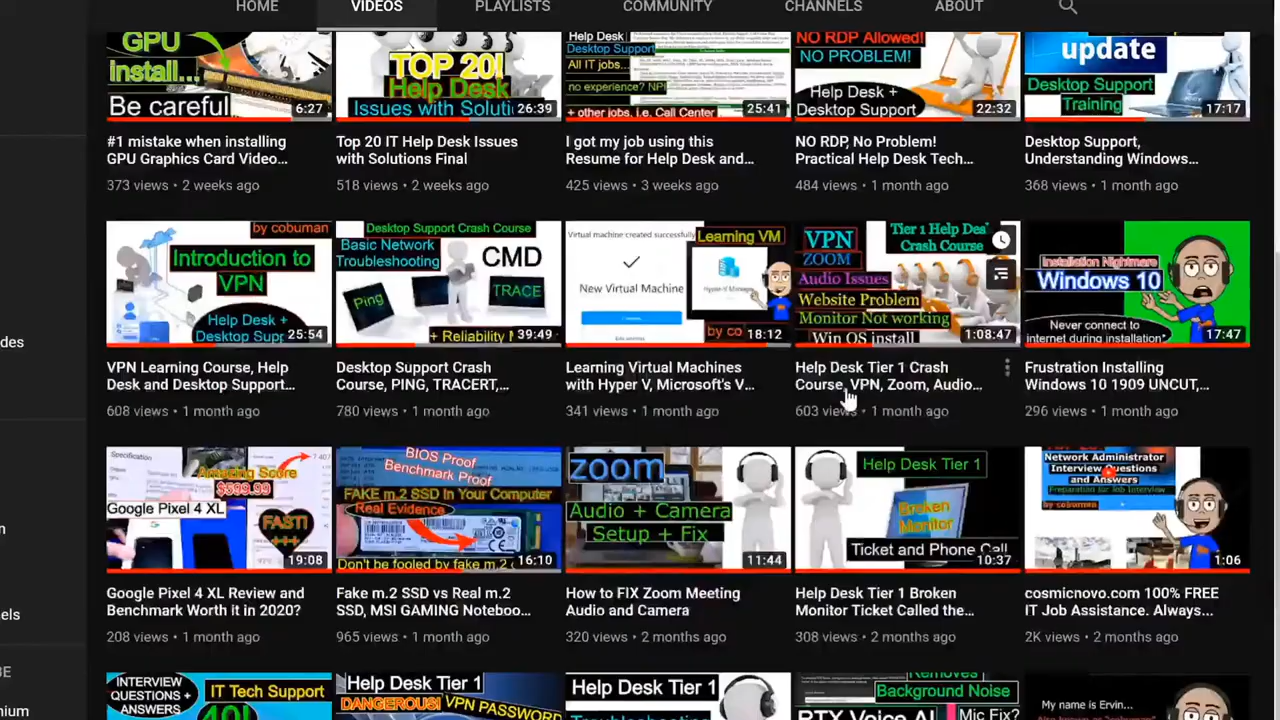 HOME VIDEOS PLAYLISTS COMMUNITY CHANNELS ABOUT
GPU
install...
Be careful
6:27
TOP 20!
Help Desk
Issues with Soluti
26:39
Help Desk
Desktop Support
All IT jobs...
no experience? NP!
+ other jobs, i.e. Call Center
25:41
NO RDP Allowed!
NO PROBLEM!
Help Desk +
Desktop Support
22:32
update
Desktop Support
Training
17:17
#1 mistake when installing
GPU Graphics Card Video...
373 views • 2 weeks ago
Top 20 IT Help Desk Issues
with Solutions Final
518 views • 2 weeks ago
I got my job using this
Resume for Help Desk and...
425 views • 3 weeks ago
NO RDP, No Problem!
Practical Help Desk Tech...
484 views • 1 month ago
Desktop Support,
Understanding Windows...
368 views • 1 month ago
by cobuman
Introduction to
VPN
Help Desk +
Desktop Supp
25:54
Desktop Support Crash Course
Basic Network
Troubleshooting
CMD
Ping
TRACE
+ Reliability
39:49
Virtual machine created successfully
New Virtual Machine
Learning VM
Hyper-V Manager
by co
18:12
Tier 1 Help Des
Crash Course
VPN
ZOOM
Audio Issues
Website Problem
Monitor Not working
Win OS install
1:08:47
Installation Nightmare
Windows 10
Never connect to
internet during installation
17:47
des
VPN Learning Course, Help
Desk and Desktop Support...
608 views • 1 month ago
Desktop Support Crash
Course, PING, TRACERT,...
780 views • 1 month ago
Learning Virtual Machines
with Hyper V, Microsoft's V...
341 views • 1 month ago
Help Desk Tier 1 Crash
Course, VPN, Zoom, Audio...
603 views • 1 month ago
Frustration Installing
Windows 10 1909 UNCUT,...
296 views • 1 month ago
Specification
7 407
Amazing Score
$599.99
Google Pixel 4 XL
FAST!
+++
19:08
BIOS Proof
Benchmark Proof
FAKE m.2 SSD In Your Computer
Real Evidence
Don't be fooled by fake m.2
16:10
zoom
Audio + Camera
Setup + Fix
11:44
Help Desk Tier 1
Broken
Monitor
Ticket and Phone Call
10:37
Network Administrator
Interview Questions
and Answers
Preparation for Job Interview
by cobuman
1:06
n
els
Google Pixel 4 XL Review and
Benchmark Worth it in 2020?
208 views • 1 month ago
Fake m.2 SSD vs Real m.2
SSD, MSI GAMING Noteboo...
965 views • 1 month ago
How to FIX Zoom Meeting
Audio and Camera
320 views • 2 months ago
Help Desk Tier 1 Broken
Monitor Ticket Called the...
308 views • 2 months ago
cosmicnovo.com 100% FREE
IT Job Assistance. Always...
2K views • 2 months ago
BE
mium
INTERVIEW
QUESTIONS +
IT Tech Support
Help Desk Tier 1
DANGEROUS! VPN PASSWORD
Help Desk Tier 1
Troubleshooting
Removes
Background Noise
RTX Voice AI
Mic Fix?
My name is Ervin...